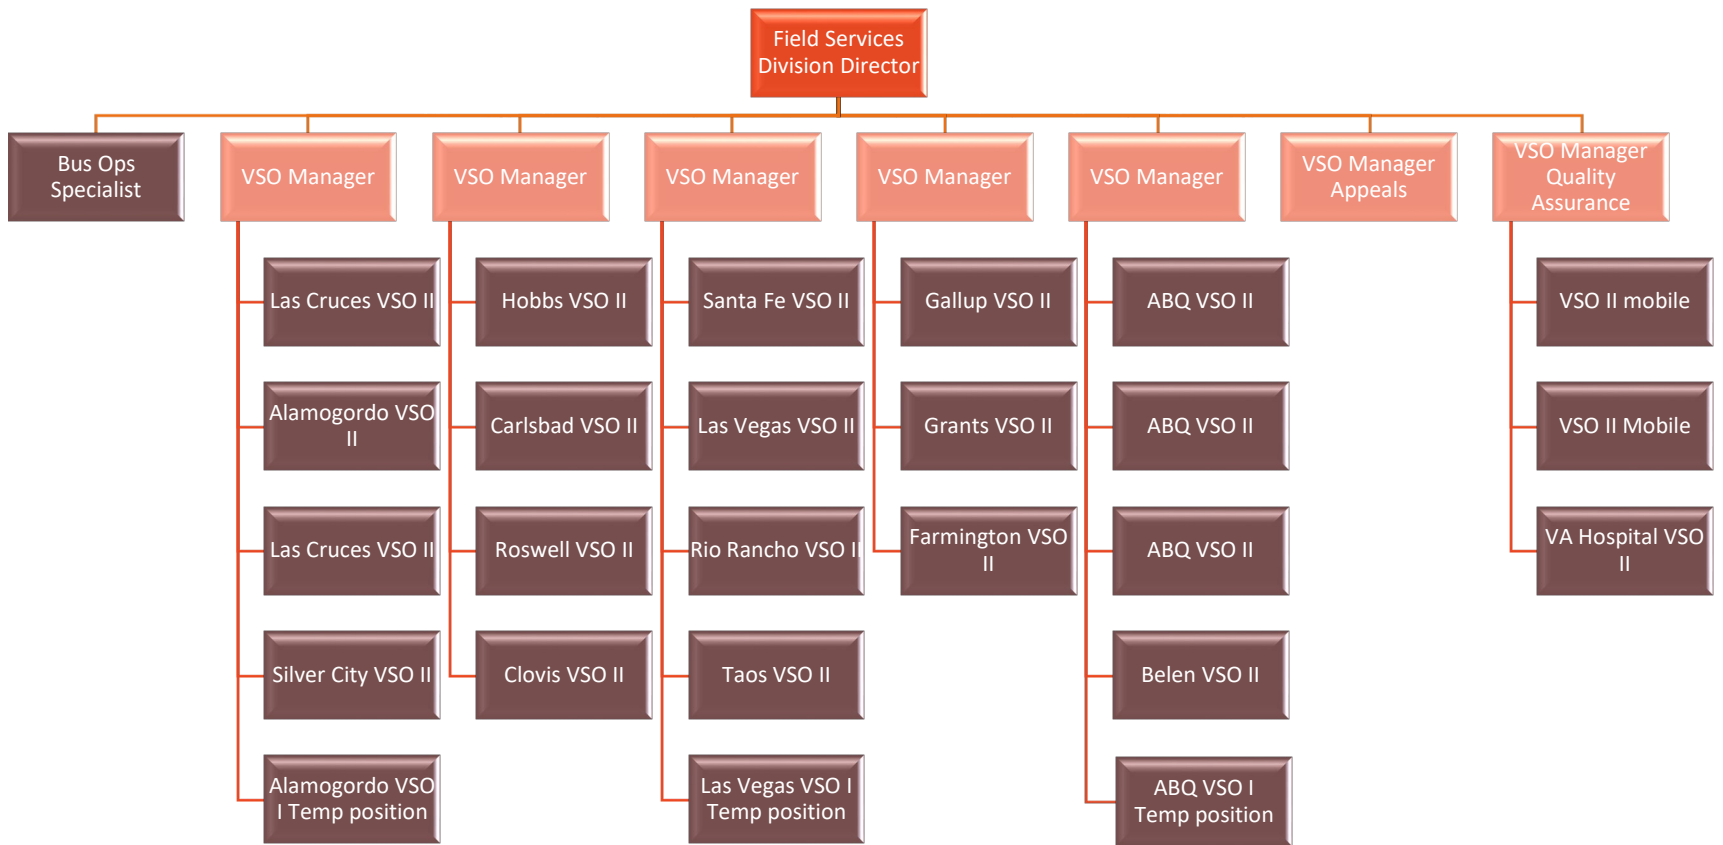 Field Services
Division Director
Bus Ops
Specialist
VSO Manager
VSO Manager
VSO Manager
VSO Manager
VSO Manager
VSO Manager
Appeals
VSO Manager
Quality
Assurance
Las Cruces VSO II
Alamogordo VSO
II
Las Cruces VSO II
Silver City VSO II
Alamogordo VSO
I Temp position
Hobbs VSO II
Carlsbad VSO II
Roswell VSO II
Clovis VSO II
Santa Fe VSO II
Las Vegas VSO II
Rio Rancho VSO II
Taos VSO II
Las Vegas VSO I
Temp position
Gallup VSO II
Grants VSO II
Farmington VSO
II
ABQ VSO II
ABQ VSO II
ABQ VSO II
Belen VSO II
ABQ VSO I
Temp position
VSO II mobile
VSO II Mobile
VA Hospital VSO
II